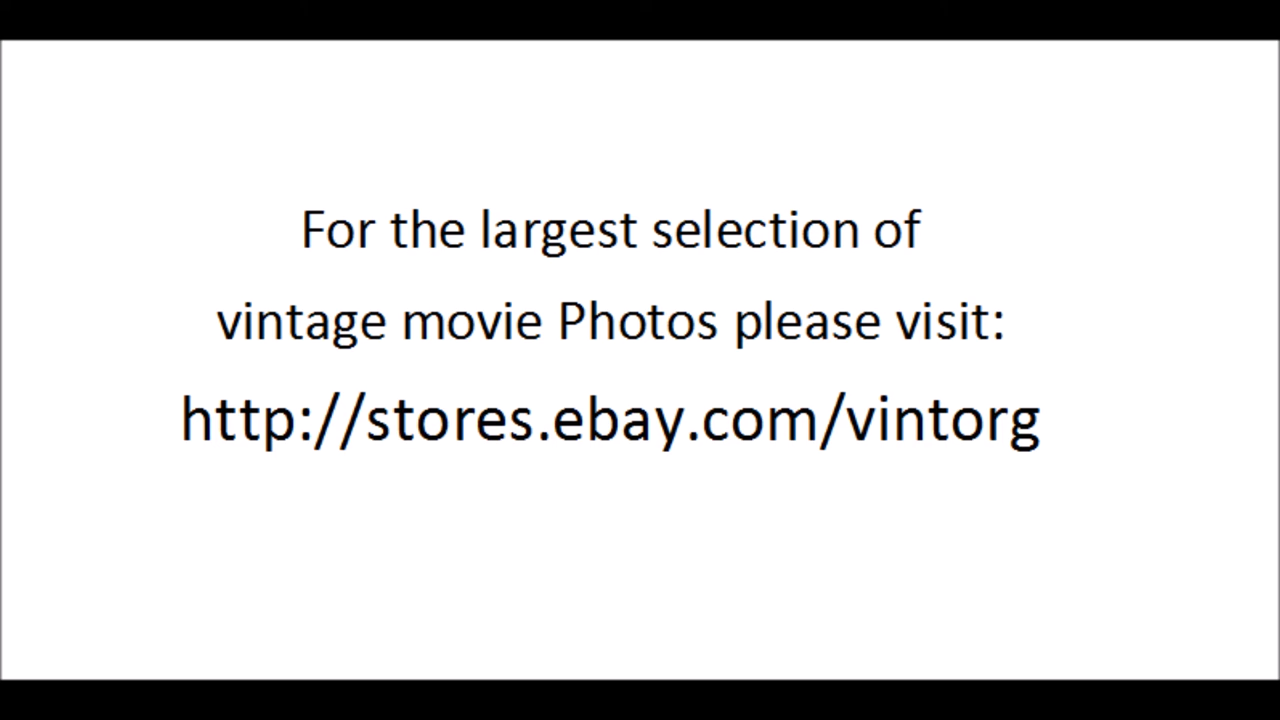 For the largest selection of
vintage movie Photos please visit:
http://stores.ebay.com/vintorg